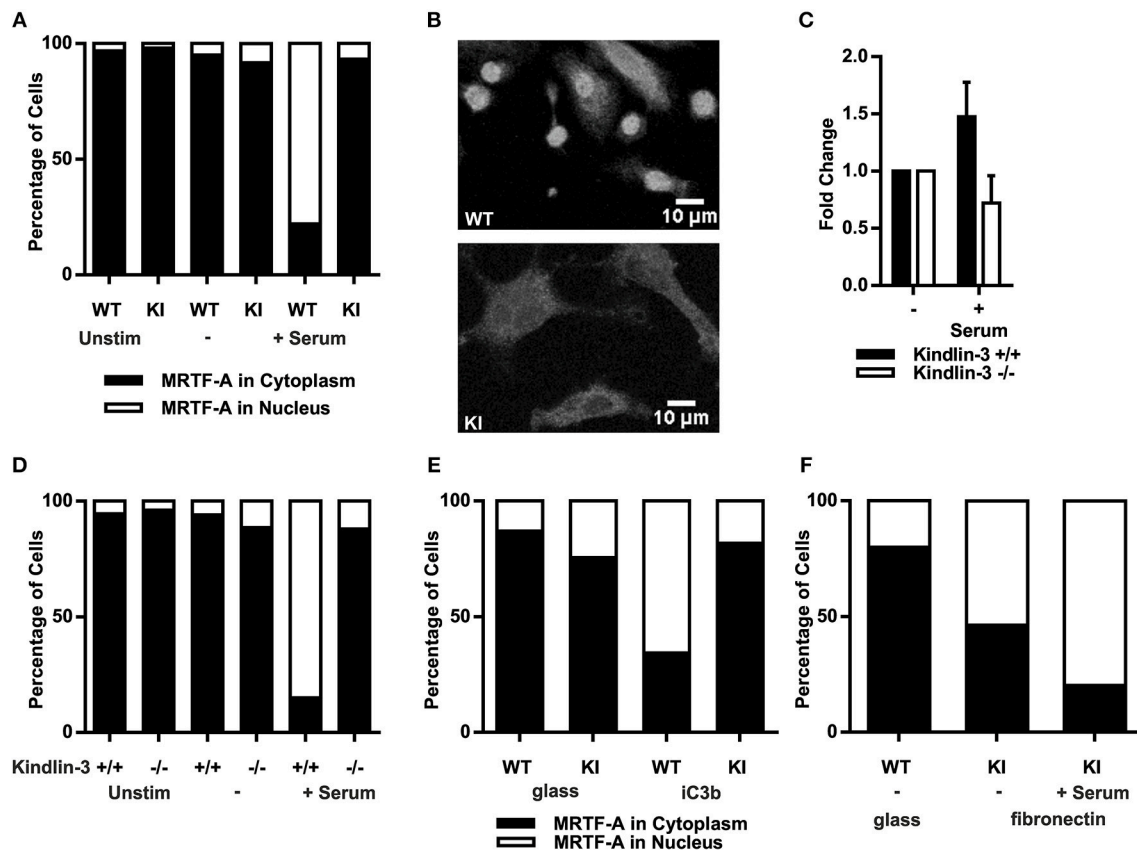 A
Percentage of Cells
100
50
0
WT KI WT KI WT KI
Unstim - + Serum
MRTF-A in Cytoplasm
MRTF-A in Nucleus
B
WT
10 µm
KI
10 µm
C
Fold Change
2.0
1.5
1.0
0.5
0.0
- +
Serum
Kindlin-3 +/+
Kindlin-3 -/-
D
Percentage of Cells
100
50
0
Kindlin-3 +/+ -/- +/+ -/- +/+ -/-
Unstim - + Serum
E
Percentage of Cells
100
50
0
WT KI WT KI
glass iC3b
MRTF-A in Cytoplasm
MRTF-A in Nucleus
F
Percentage of Cells
100
50
0
WT KI KI
- - + Serum
glass fibronectin